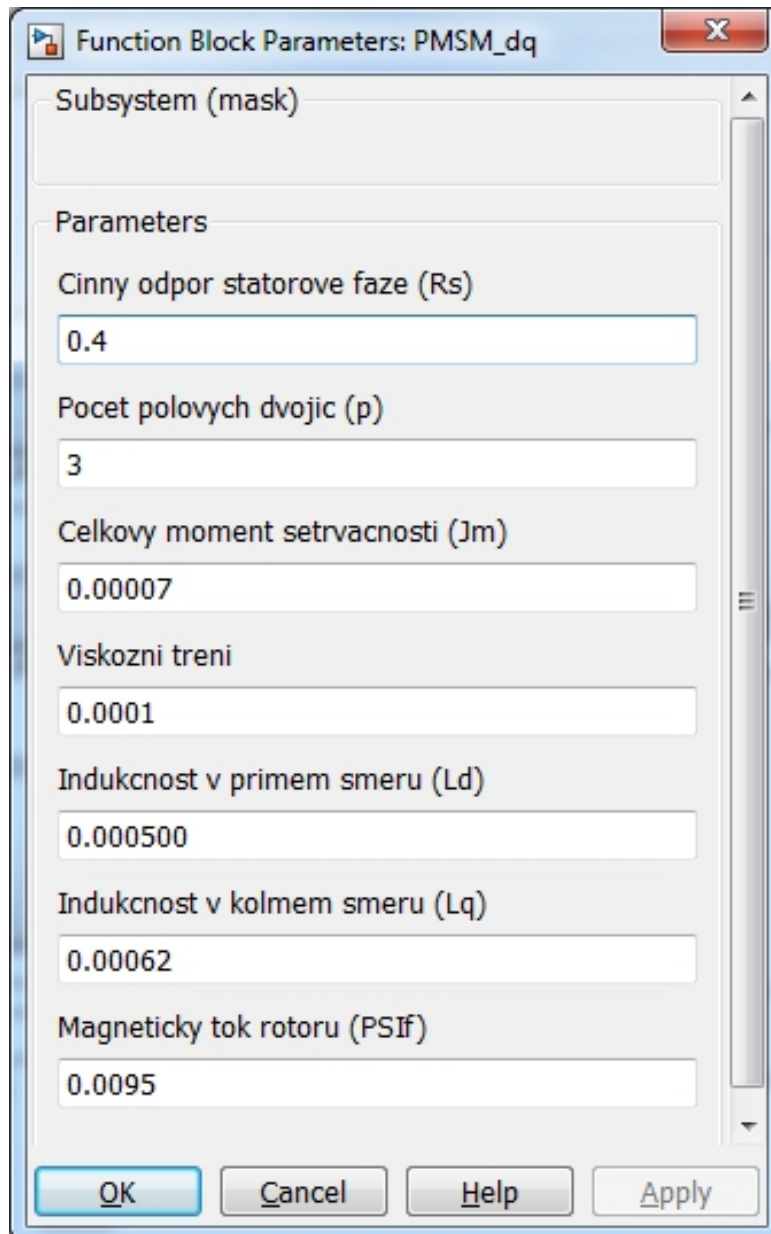 Function Block Parameters: PMSM_dq
Subsystem (mask)
Parameters
Cinny odpor statorove faze (Rs)
0.4
Pocet polovych dvojic (p)
3
Celkovy moment setrvacnosti (Jm)
0.00007
Viskozni treni
0.0001
Indukcnost v primem smeru (Ld)
0.000500
Indukcnost v kolmem smeru (Lq)
0.00062
Magneticky tok rotoru (PSIf)
0.0095
OK Cancel Help Apply